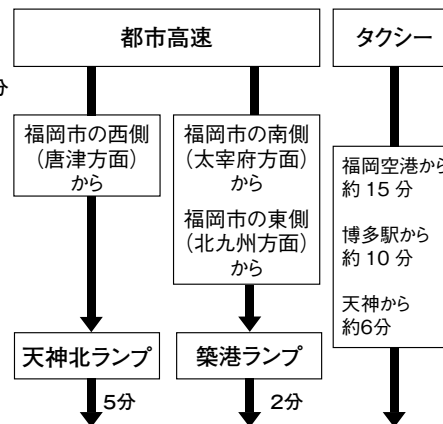 都市高速
タクシー
分
福岡市の西側
（唐津方面）
から
福岡市の南側
（太宰府方面）
から
福岡市の東側
（北九州方面）
から
福岡空港から
約 15 分
博多駅から
約 10 分
天神から
約6分
天神北ランプ
築港ランプ
5分
2分